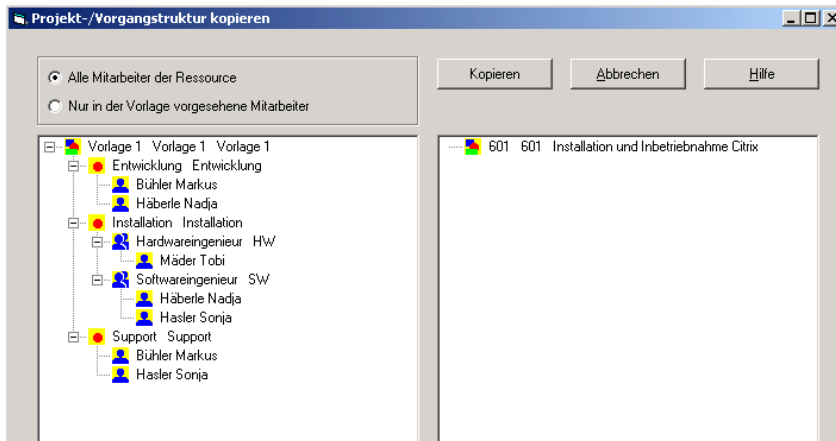 Projekt-/Vorgangstruktur kopieren
Alle Mitarbeiter der Ressource
Nur in der Vorlage vorgesehene Mitarbeiter
Kopieren
Abbrechen
Hilfe
Vorlage 1 Vorlage 1 Vorlage 1
Entwicklung Entwicklung
Bühler Markus
Häberle Nadja
Installation Installation
Hardwareingenieur HW
Mäder Tobi
Softwareingenieur SW
Häberle Nadja
Hasler Sonja
Support Support
Bühler Markus
Hasler Sonja
601 601 Installation und Inbetriebnahme Citrix